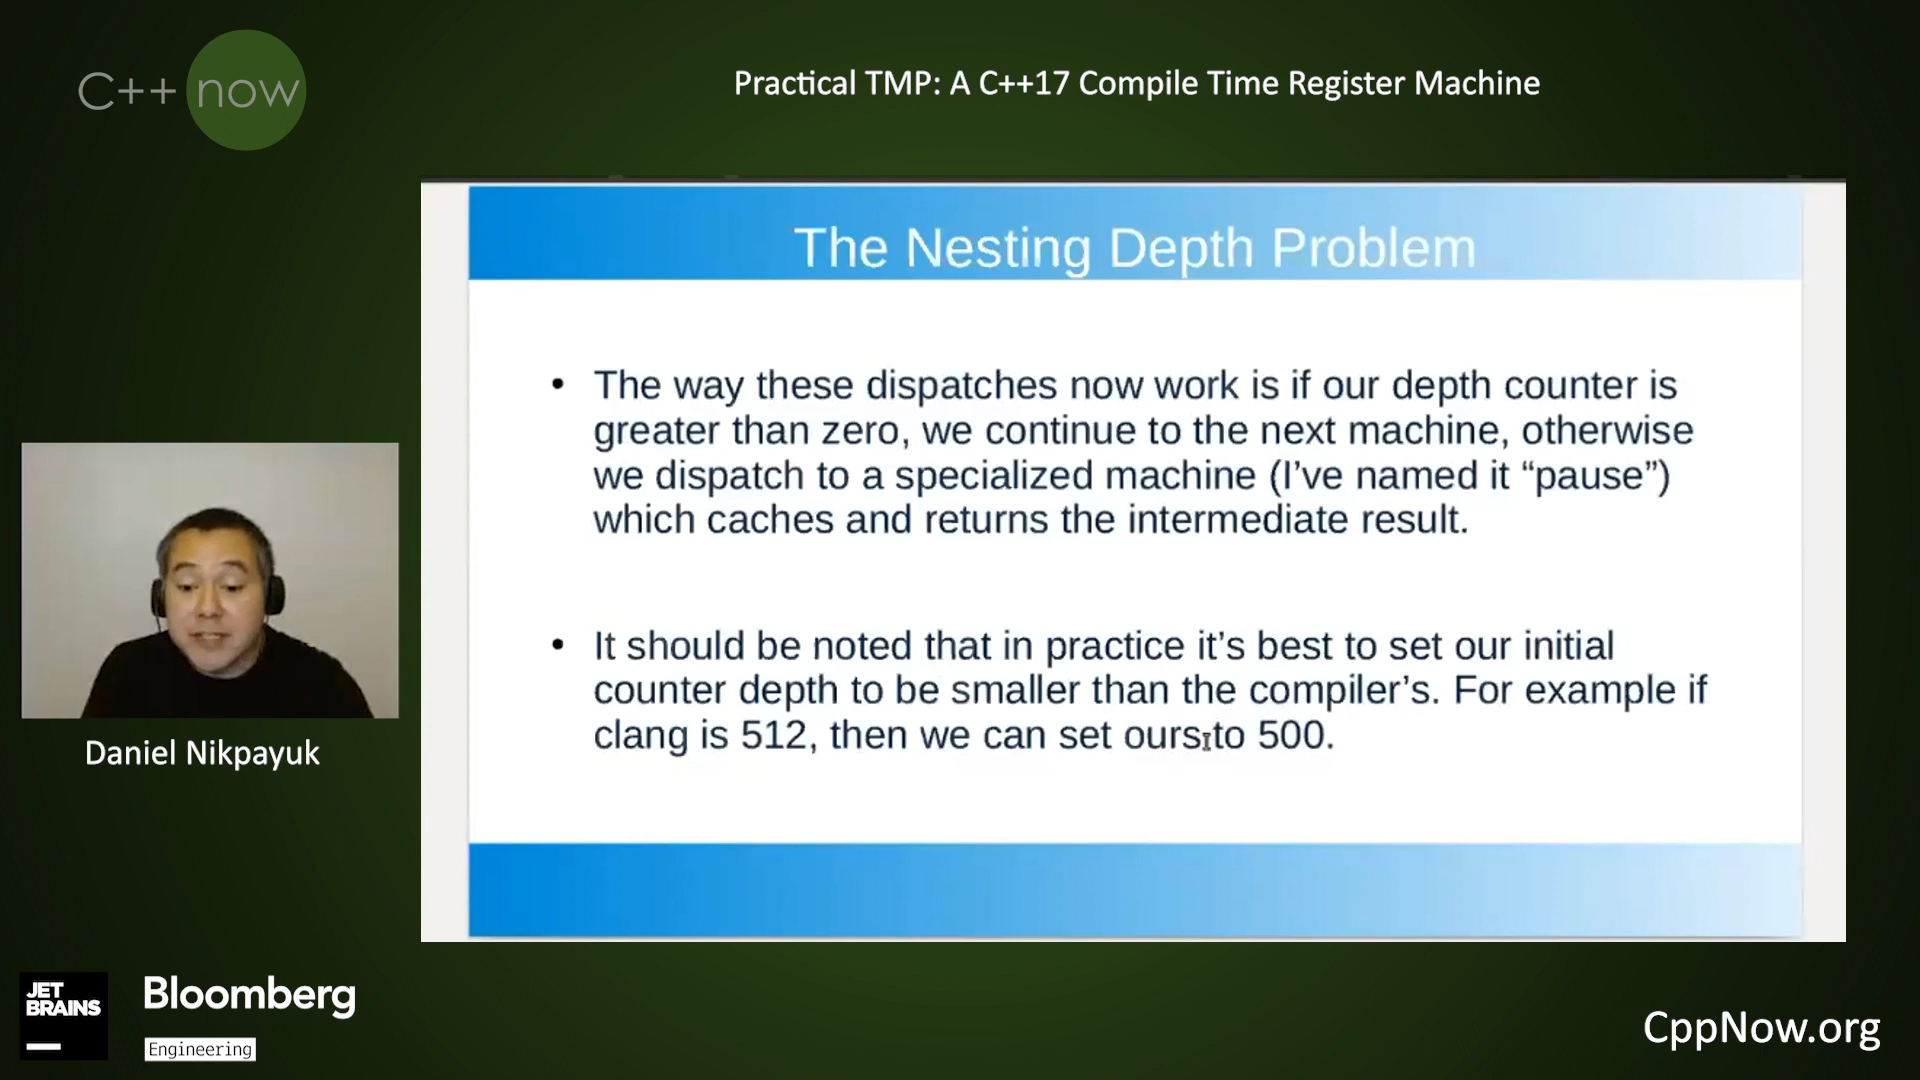 C++ now
Practical TMP: A C++17 Compile Time Register Machine
The Nesting Depth Problem
• The way these dispatches now work is if our depth counter is
greater than zero, we continue to the next machine, otherwise
we dispatch to a specialized machine (I’ve named it “pause”)
which caches and returns the intermediate result.
• It should be noted that in practice it’s best to set our initial
counter depth to be smaller than the compiler’s. For example if
clang is 512, then we can set ours to 500.
Daniel Nikpayuk
JET
BRAINS
Bloomberg
Engineering
CppNow.org